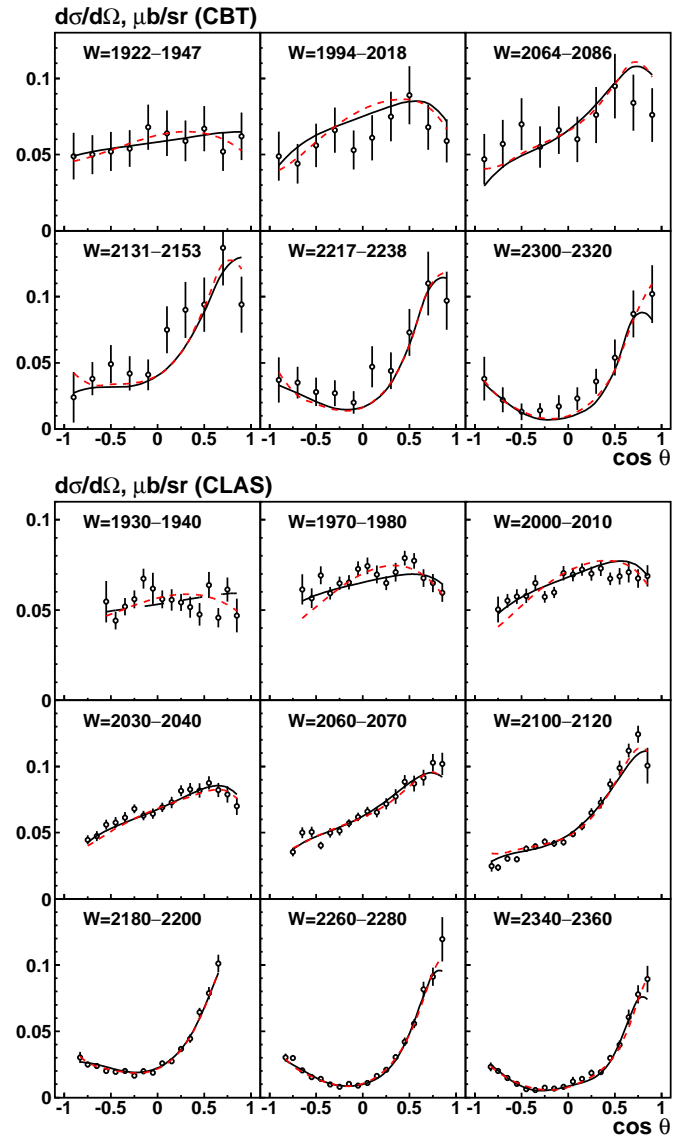 dσ/dΩ, μb/sr (CBT)
W=1922–1947 W=1994–2018 W=2064–2086
0.1
0.05
0
W=2131–2153 W=2217–2238 W=2300–2320
0.1
0.05
0
-1 -0.5 0 0.5 -1 -0.5 0 0.5 -1 -0.5 0 0.5 1
cos θ
dσ/dΩ, μb/sr (CLAS)
W=1930–1940 W=1970–1980 W=2000–2010
0.1
0.05
0
W=2030–2040 W=2060–2070 W=2100–2120
0.1
0.05
0
W=2180–2200 W=2260–2280 W=2340–2360
0.1
0.05
0
-1 -0.5 0 0.5 -1 -0.5 0 0.5 -1 -0.5 0 0.5 1
cos θ